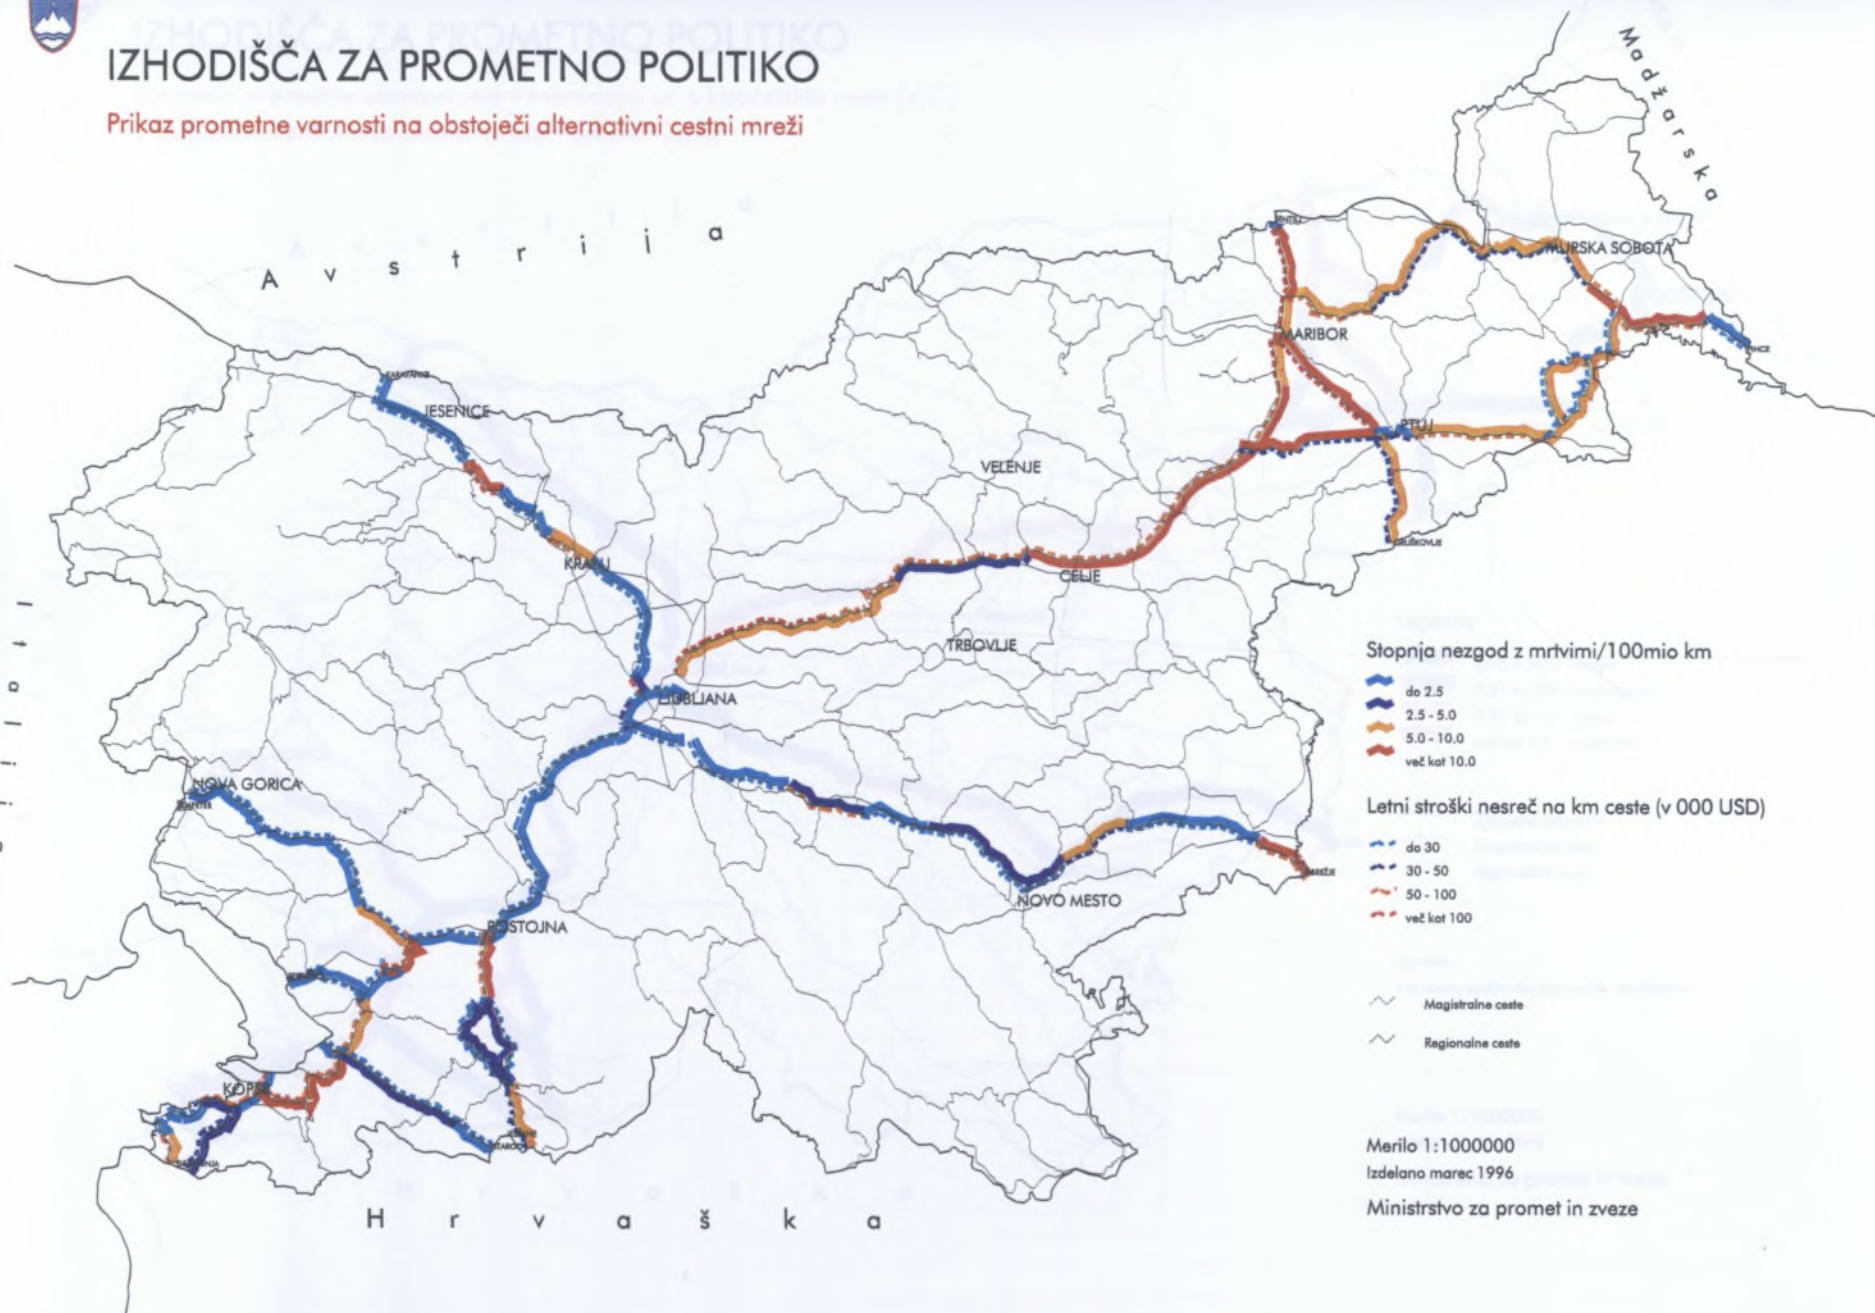 IZHODIŠČA ZA PROMETNO POLITIKO
Prikaz prometne varnosti na obstoječi alternativni cestni mreži
Madžarska
Avstrija
MURSKA SOBOTA
MARIBOR
JESENICE
PTUJ
VELENJE
KRANJ
CELJE
TRBOVLJE
LJUBLJANA
NOVA GORICA
NOVO MESTO
POSTOJNA
KOPER
Italija
Hrvaška
Stopnja nezgod z mrtvimi/100mio km
do 2.5
2.5 - 5.0
5.0 - 10.0
več kot 10.0
Letni stroški nesreč na km ceste (v 000 USD)
do 30
30 - 50
50 - 100
več kot 100
Magistralne ceste
Regionalne ceste
Merilo 1:1000000
Izdelano marec 1996
Ministrstvo za promet in zveze